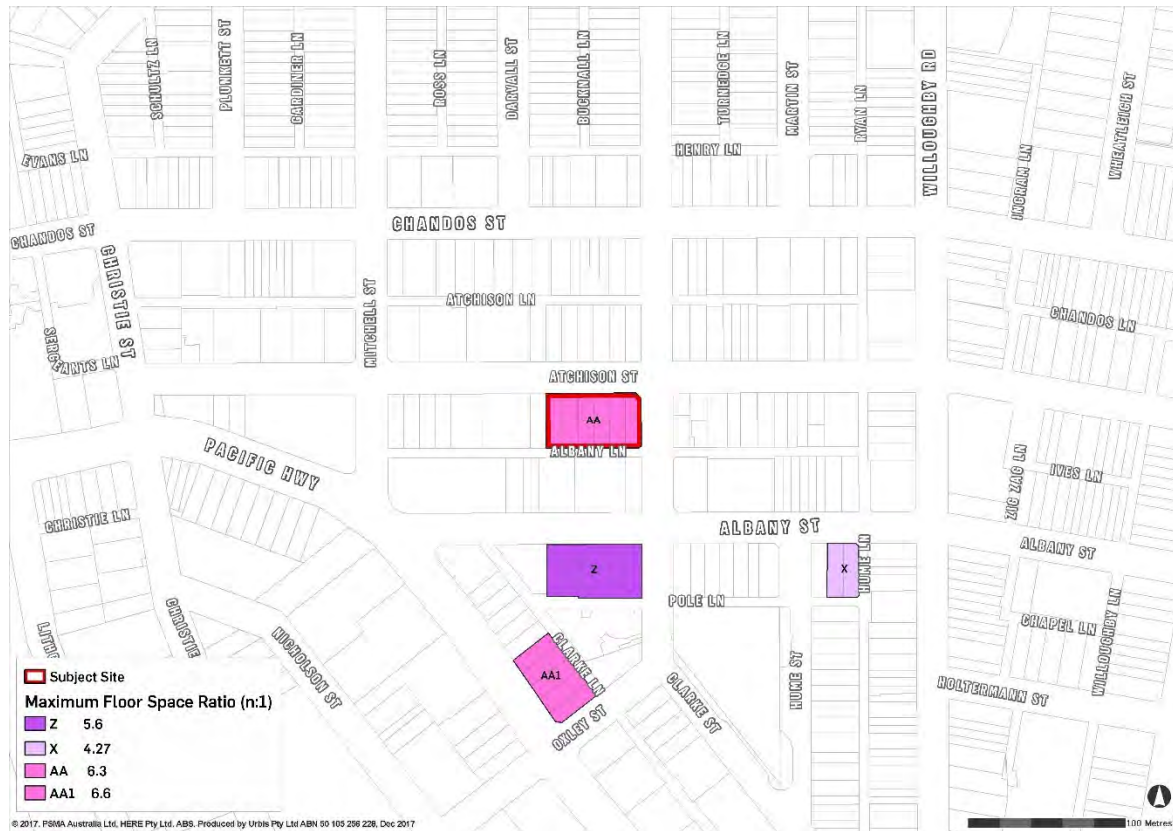 SCHULTZ LN
PLUNKETT ST
GARDINER LN
ROSS LN
DARVALL ST
BUCKNALL LN
TURNEDGE LN
MARTIN ST
RYAN LN
WILLOUGHBY RD
INGRAM LN
WHEATLEIGH ST
EVANS LN
HENRY LN
CHANDOS ST
CHANDOS ST
CHRISTIE ST
MITCHELL ST
ATCHISON LN
CHANDOS LN
SERGEANTS LN
ATCHISON ST
AA
ALBANY LN
PACIFIC HWY
ZIG ZAG LN
IVES LN
CHRISTIE LN
ALBANY ST
ALBANY ST
Z
X
HUME LN
POLE LN
CHAPEL LN
WILLOUGHBY LN
CHRISTIE
NICHOLSON ST
CLARKE LN
AA1
OXLEY ST
CLARKE ST
HUME ST
HOLTERMANN ST
Subject Site
Maximum Floor Space Ratio (n:1)
Z 5.6
X 4.27
AA 6.3
AA1 6.6
© 2017. PSMA Australia Ltd, HERE Pty Ltd. ABS. Produced by Urbis Pty Ltd ABN 50 105 256 228, Dec 2017
100 Metres